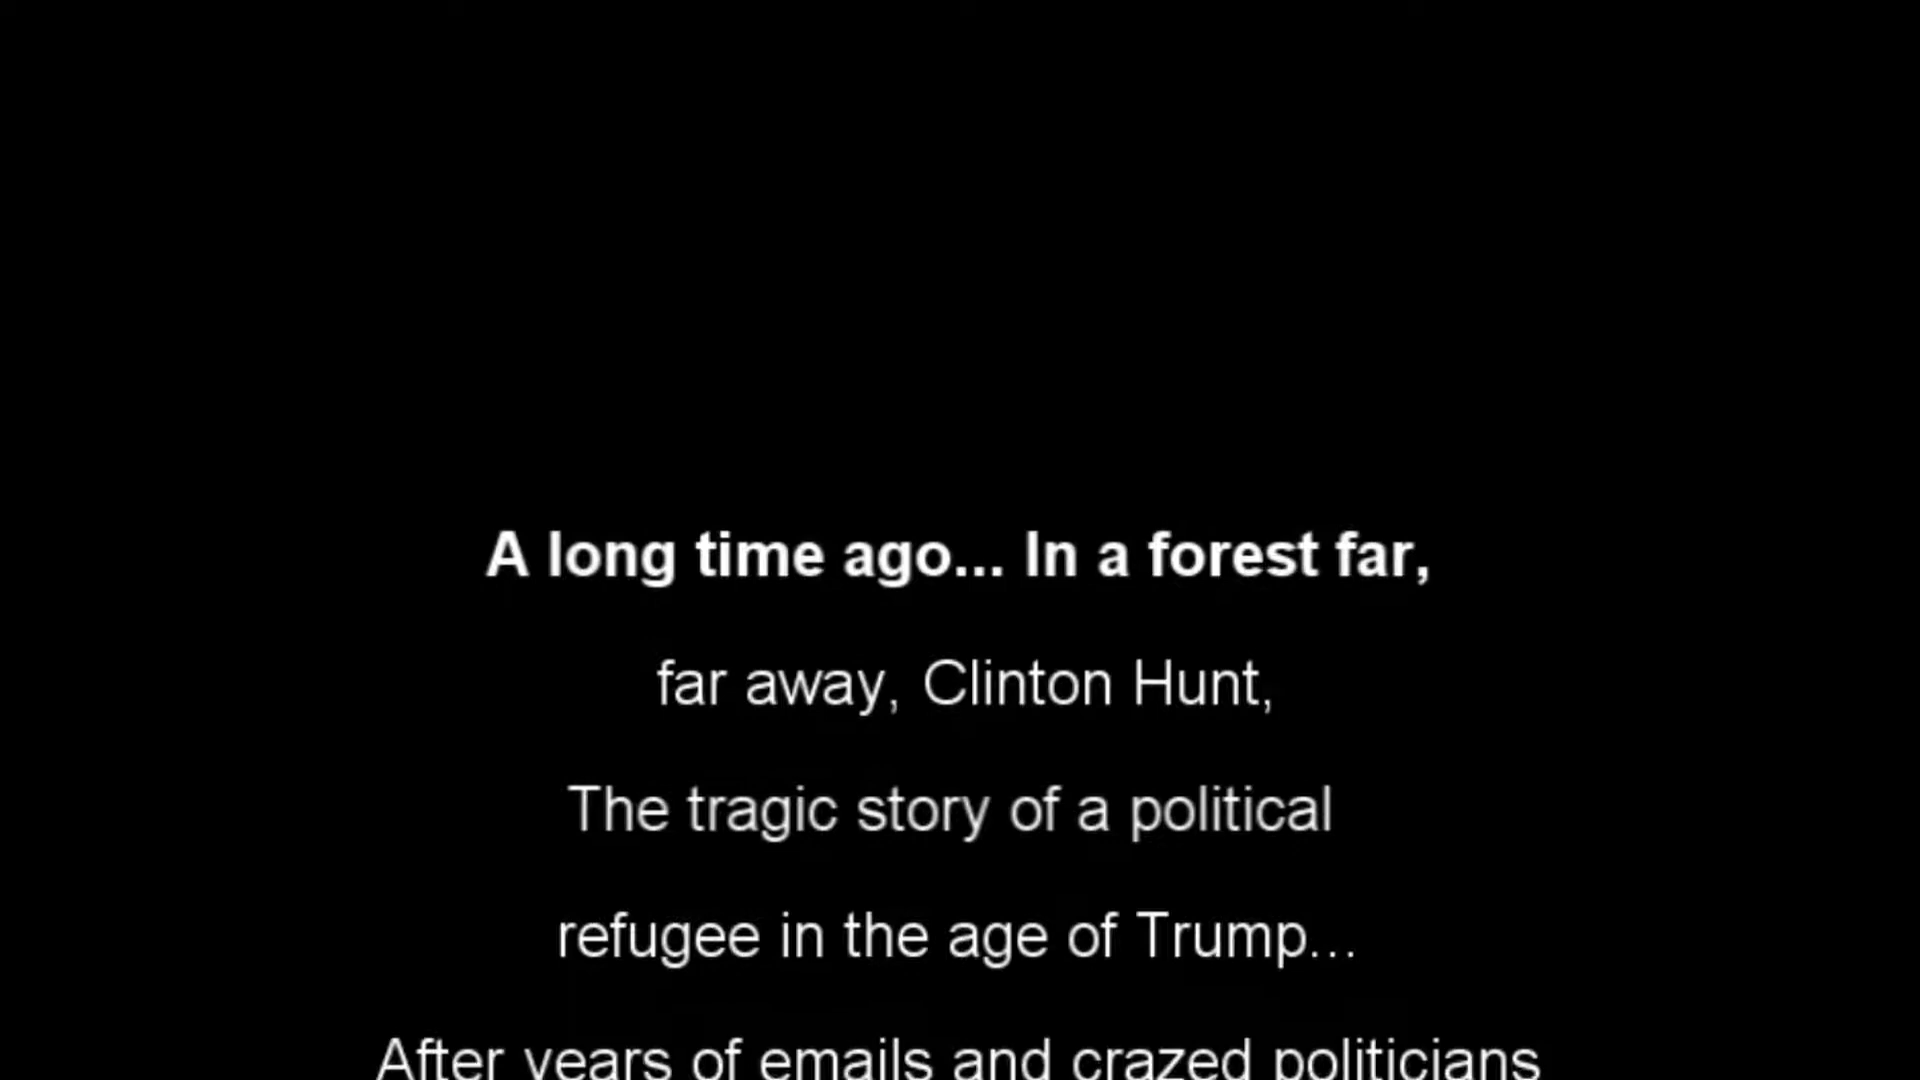 A long time ago... In a forest far,
far away, Clinton Hunt,
The tragic story of a political
refugee in the age of Trump...
After years of emails and crazed politicians